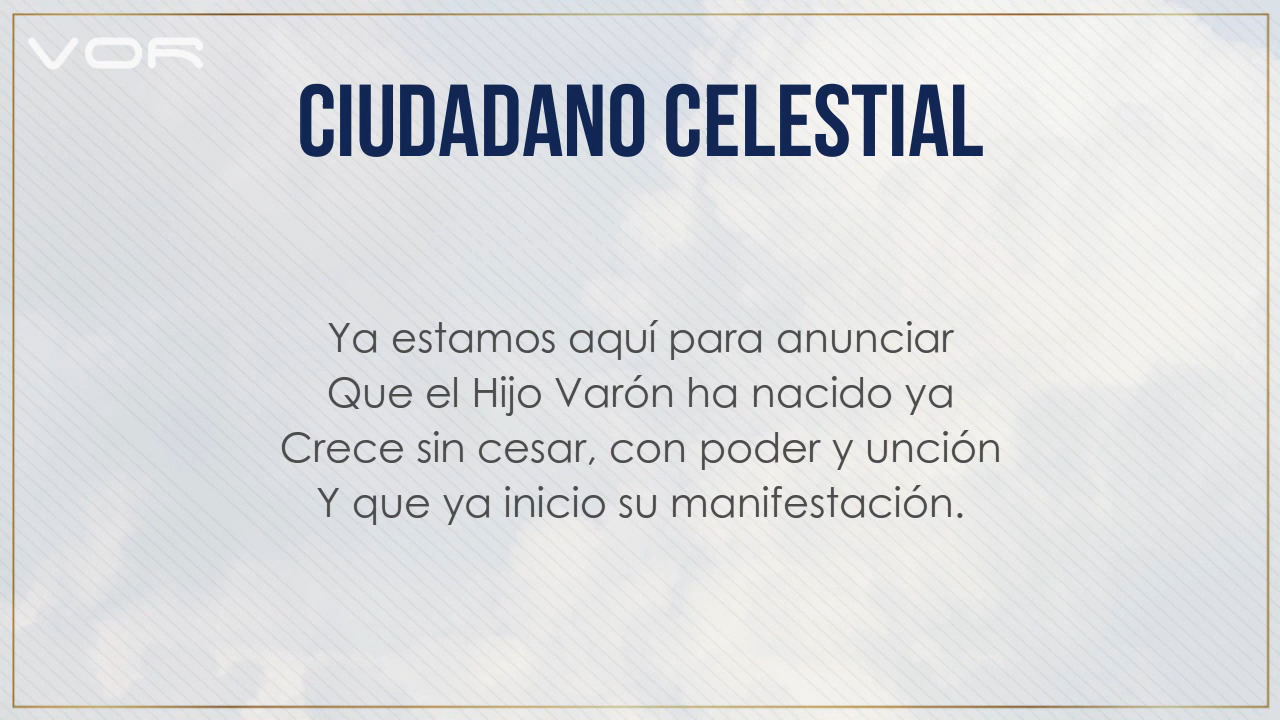 VOR
CIUDADANO CELESTIAL
Ya estamos aquí para anunciar
Que el Hijo Varón ha nacido ya
Crece sin cesar, con poder y unción
Y que ya inicio su manifestación.